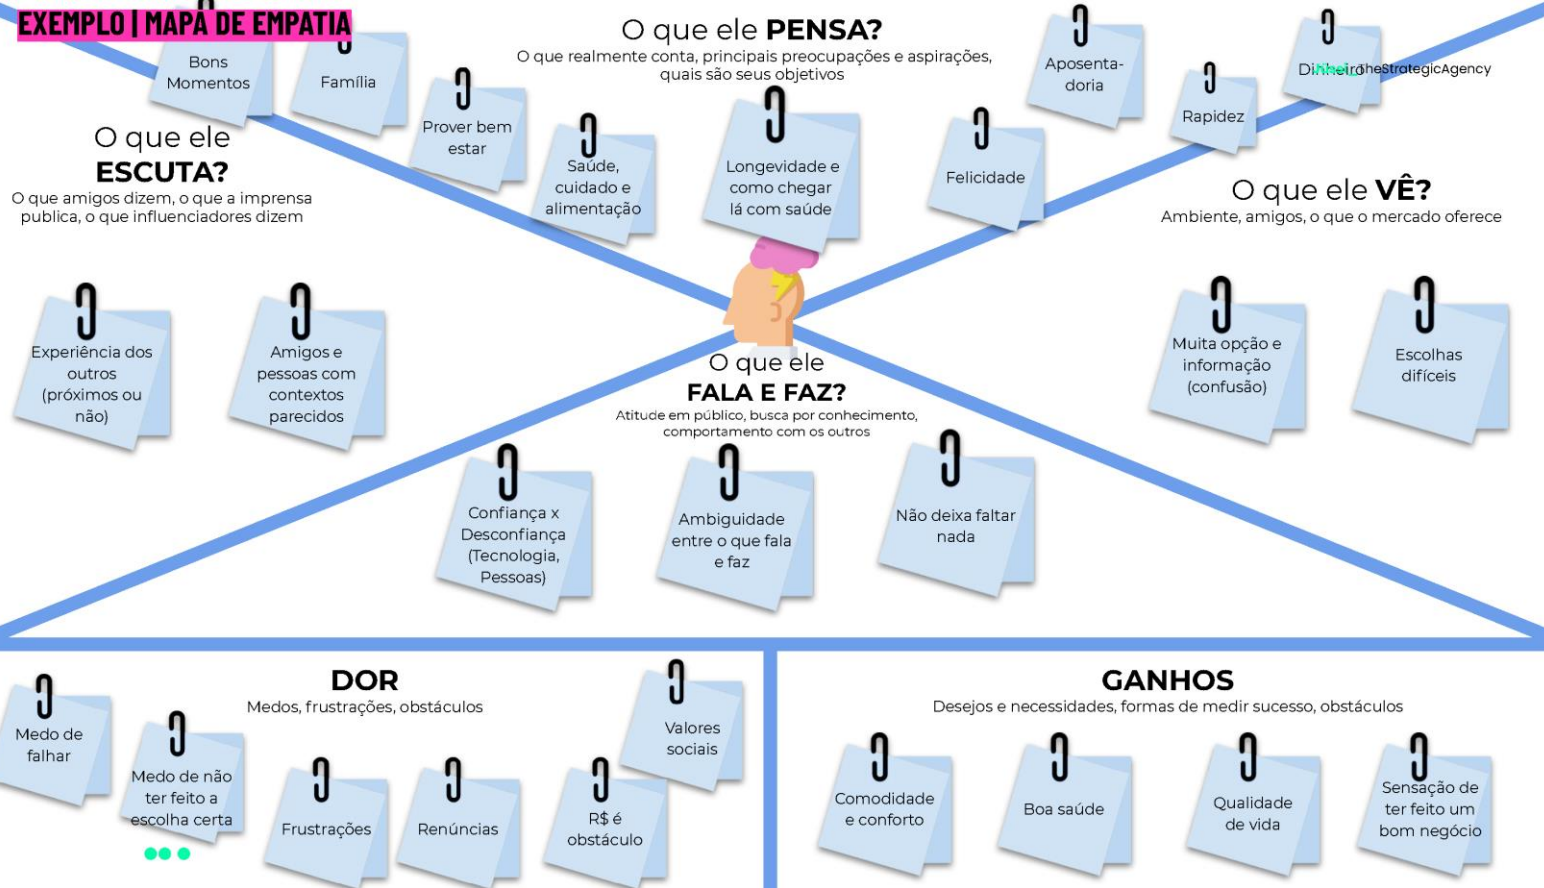 EXEMPLO | MAPA DE EMPATIA
O que ele PENSA?
O que realmente conta, principais preocupações e aspirações,
quais são seus objetivos
Bons
Momentos
Família
Prover bem
estar
Saúde,
cuidado e
alimentação
Longevidade e
como chegar
lá com saúde
Felicidade
Aposenta-
doria
Rapidez
Dinheiro
TheStrategicAgency
O que ele
ESCUTA?
O que amigos dizem, o que a imprensa
publica, o que influenciadores dizem
Experiência dos
outros
(próximos ou
não)
Amigos e
pessoas com
contextos
parecidos
O que ele VÊ?
Ambiente, amigos, o que o mercado oferece
Muita opção e
informação
(confusão)
Escolhas
difíceis
O que ele
FALA E FAZ?
Atitude em público, busca por conhecimento,
comportamento com os outros
Confiança x
Desconfiança
(Tecnologia,
Pessoas)
Ambiguidade
entre o que fala
e faz
Não deixa faltar
nada
DOR
Medos, frustrações, obstáculos
Medo de
falhar
Medo de não
ter feito a
escolha certa
Frustrações
Renúncias
R$ é
obstáculo
Valores
sociais
GANHOS
Desejos e necessidades, formas de medir sucesso, obstáculos
Comodidade
e conforto
Boa saúde
Qualidade
de vida
Sensação de
ter feito um
bom negócio